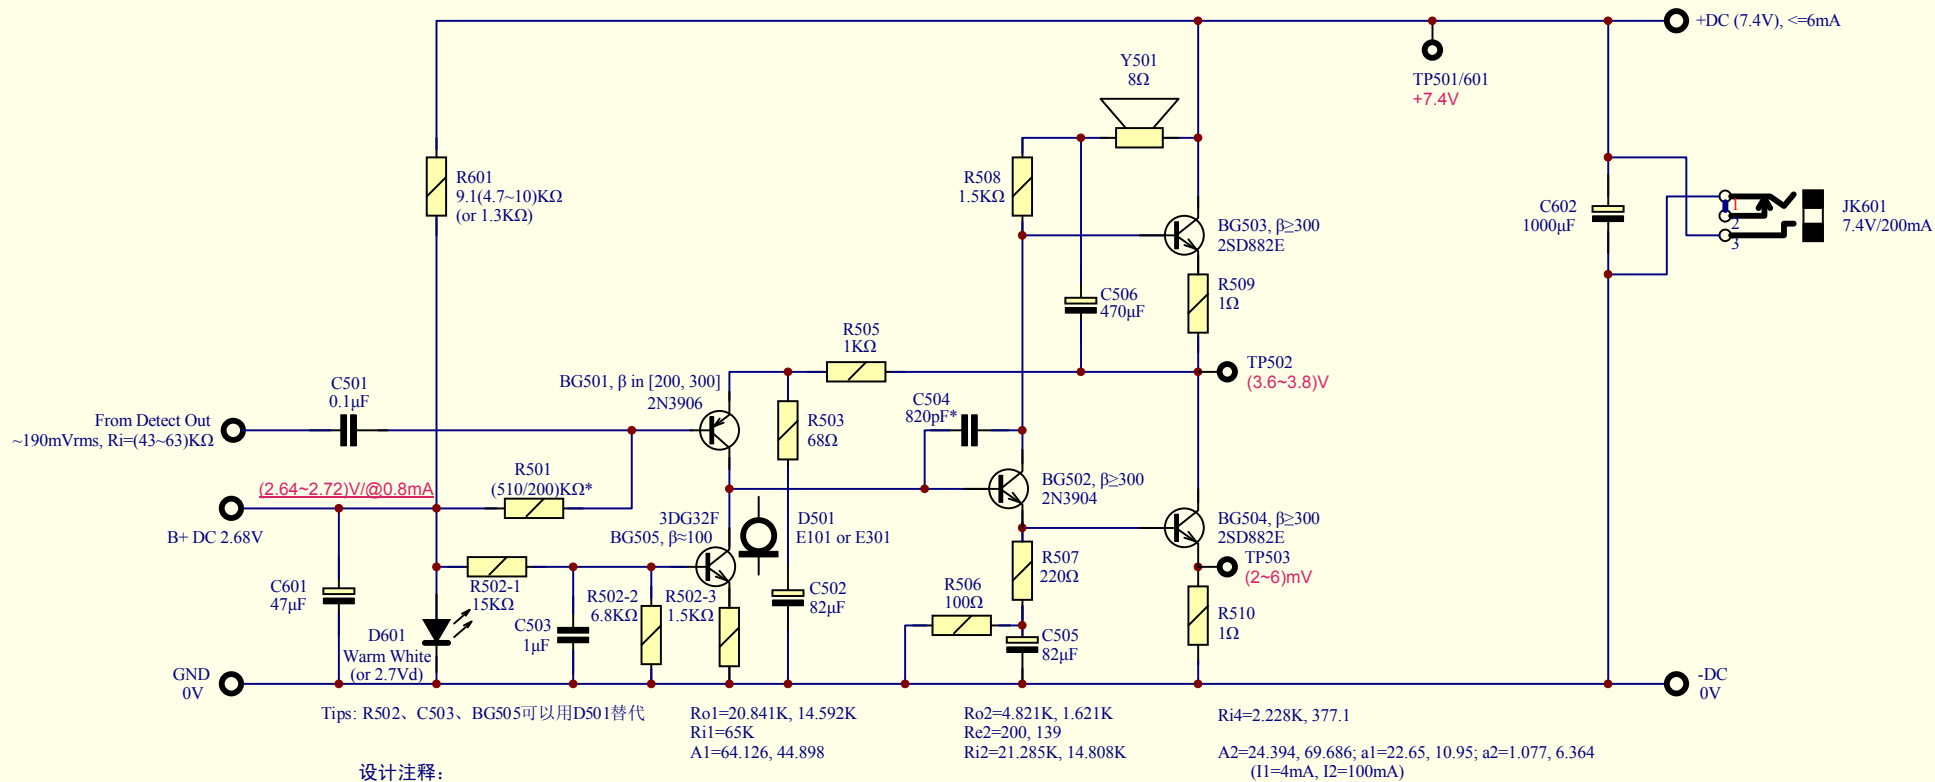 +DC (7.4V), <=6mA
Y501
8Ω
TP501/601
+7.4V
R601
9.1(4.7~10)KΩ
(or 1.3KΩ)
R508
1.5KΩ
C602
1000μF
1
2
3
JK601
7.4V/200mA
BG503, β≥300
2SD882E
R509
1Ω
C506
470μF
R505
1KΩ
TP502
(3.6~3.8)V
BG501, β in [200, 300]
2N3906
C501
0.1μF
C504
820pF*
From Detect Out
~190mVrms, Ri=(43~63)KΩ
R503
68Ω
R501
(510/200)KΩ*
(2.64~2.72)V/@0.8mA
BG502, β≥300
2N3904
B+ DC 2.68V
3DG32F
BG505, β≈100
D501
E101 or E301
BG504, β≥300
2SD882E
TP503
(2~6)mV
R507
220Ω
C601
47μF
R502-1
15KΩ
R502-2
6.8KΩ
R502-3
1.5KΩ
C502
82μF
R506
100Ω
C503
1μF
R510
1Ω
D601
Warm White
(or 2.7Vd)
C505
82μF
GND
0V
-DC
0V
Tips: R502、C503、BG505可以用D501替代
Ro1=20.841K, 14.592K
Ri1=65K
A1=64.126, 44.898
Ro2=4.821K, 1.621K
Re2=200, 139
Ri2=21.285K, 14.808K
Ri4=2.228K, 377.1
A2=24.394, 69.686; a1=22.65, 10.95; a2=1.077, 6.364
(I1=4mA, I2=100mA)
设计注释: